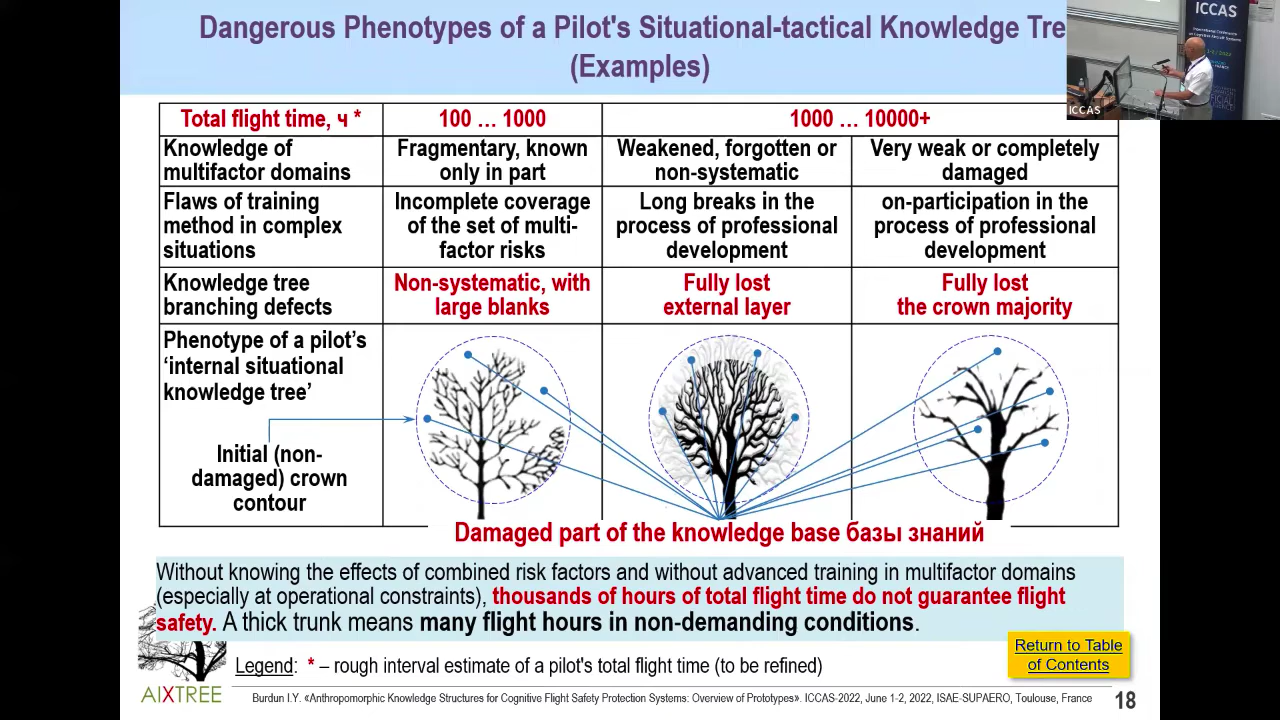 Dangerous Phenotypes of a Pilot's Situational-tactical Knowledge Tre
(Examples)
Total flight time, ч * 100 … 1000 1000 … 10000+
Knowledge of multifactor domains
Fragmentary, known only in part
Weakened, forgotten or non-systematic
Very weak or completely damaged
Flaws of training method in complex situations
Incomplete coverage of the set of multi-factor risks
Long breaks in the process of professional development
on-participation in the process of professional development
Knowledge tree branching defects
Non-systematic, with large blanks
Fully lost external layer
Fully lost the crown majority
Phenotype of a pilot's
'internal situational
knowledge tree'
Initial (non-
damaged) crown
contour
Damaged part of the knowledge base базы знаний
Without knowing the effects of combined risk factors and without advanced training in multifactor domains
(especially at operational constraints), thousands of hours of total flight time do not guarantee flight
safety. A thick trunk means many flight hours in non-demanding conditions.
Return to Table
of Contents
Legend: * – rough interval estimate of a pilot's total flight time (to be refined)
AIXTREE
Burdun I.Y. «Anthropomorphic Knowledge Structures for Cognitive Flight Safety Protection Systems: Overview of Prototypes». ICCAS-2022, June 1-2, 2022, ISAE-SUPAERO, Toulouse, France
18
ICCAS
ICCAS